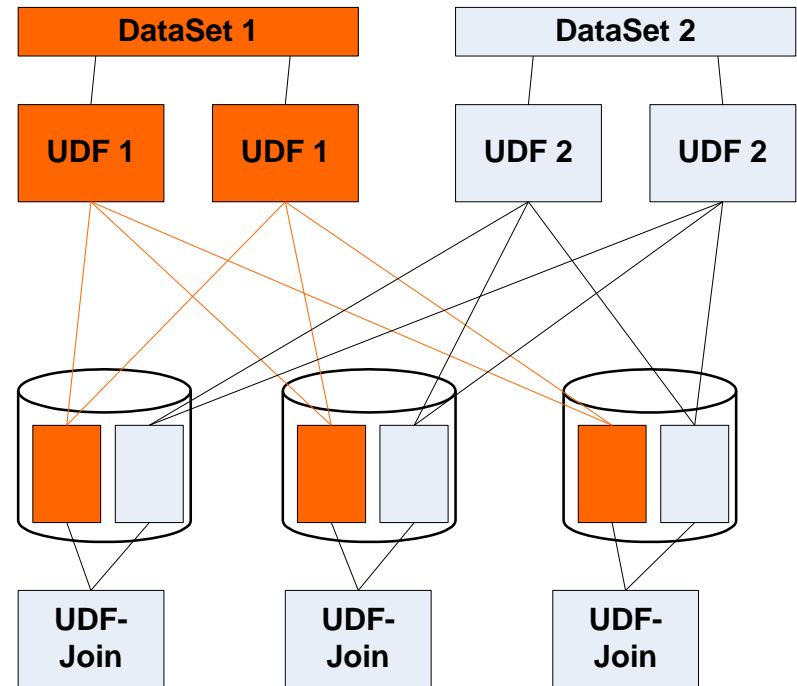 DataSet 1
DataSet 2
UDF 1
UDF 1
UDF 2
UDF 2
UDF-
Join
UDF-
Join
UDF-
Join